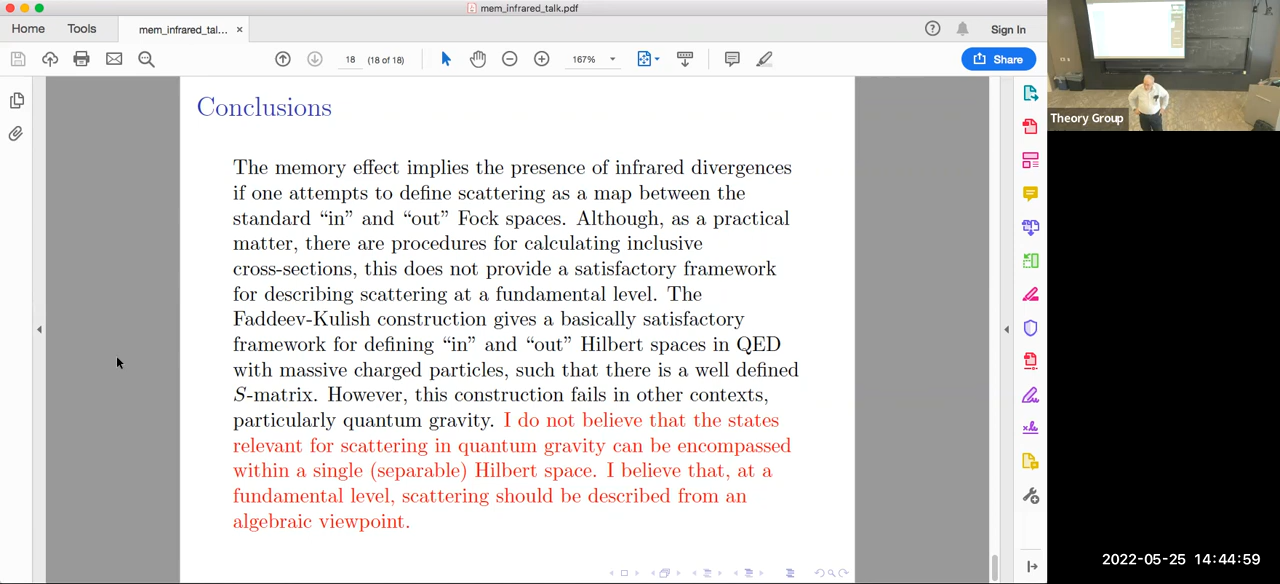 mem_infrared_talk.pdf
Home
Tools
mem_infrared_tal...
Sign In
18
(18 of 18)
167%
Share
Theory Group
Conclusions
The memory effect implies the presence of infrared divergences
if one attempts to define scattering as a map between the
standard “in” and “out” Fock spaces. Although, as a practical
matter, there are procedures for calculating inclusive
cross-sections, this does not provide a satisfactory framework
for describing scattering at a fundamental level. The
Faddeev-Kulish construction gives a basically satisfactory
framework for defining “in” and “out” Hilbert spaces in QED
with massive charged particles, such that there is a well defined
S-matrix. However, this construction fails in other contexts,
particularly quantum gravity. I do not believe that the states
relevant for scattering in quantum gravity can be encompassed
within a single (separable) Hilbert space. I believe that, at a
fundamental level, scattering should be described from an
algebraic viewpoint.
2022-05-25 14:44:59